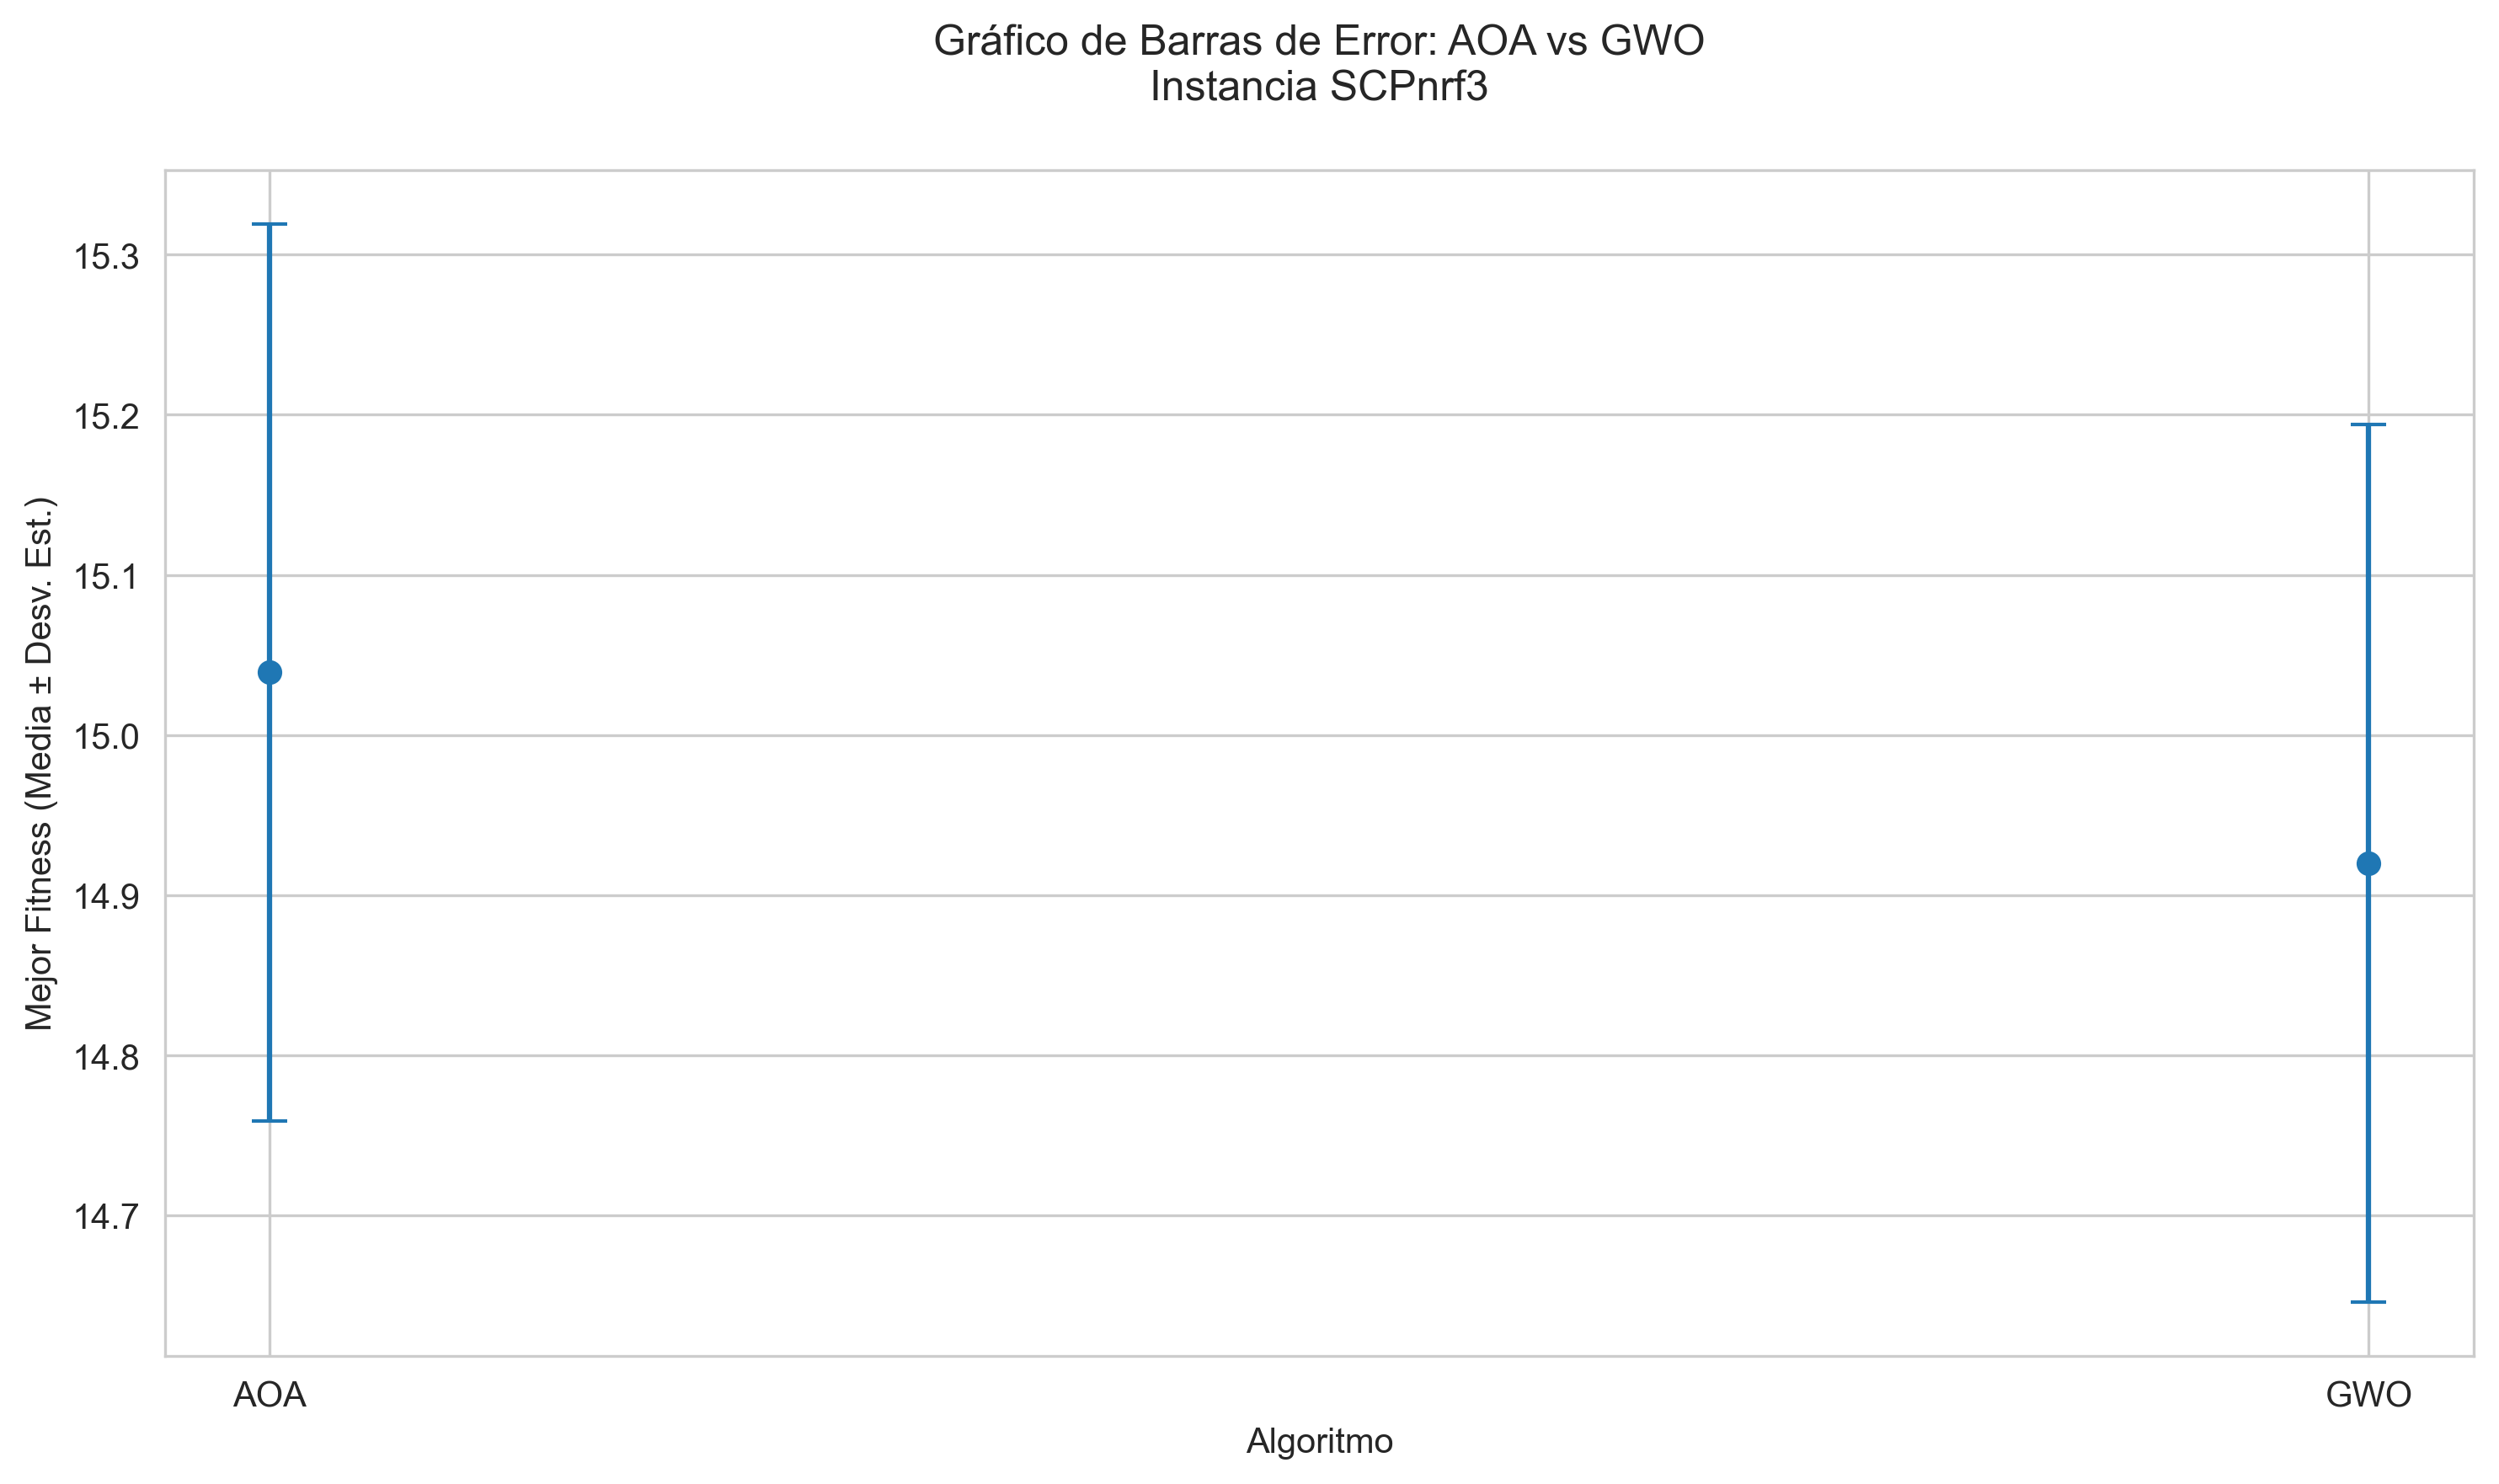 Gráfico de Barras de Error: AOA vs GWO
Instancia SCPnrf3
Mejor Fitness (Media ± Desv. Est.)
15.3
15.2
15.1
15.0
14.9
14.8
14.7
AOA
GWO
Algoritmo